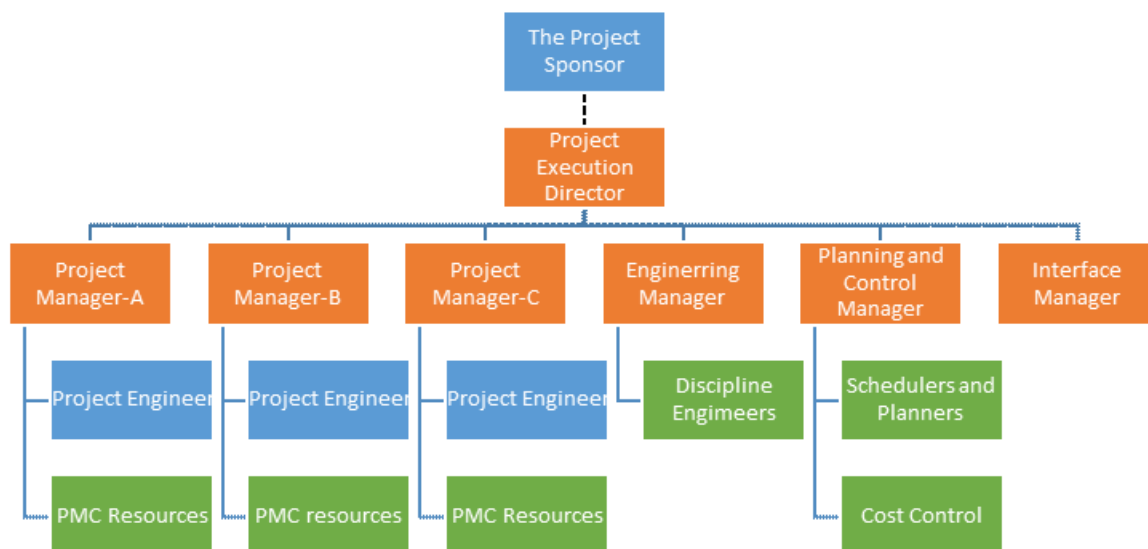 The Project
Sponsor
Project
Execution
Director
Project
Manager-A
Project
Manager-B
Project
Manager-C
Enginerring
Manager
Planning and
Control
Manager
Interface
Manager
Project Engineer
Project Engineer
Project Engineer
Discipline
Engimeers
Schedulers and
Planners
PMC Resources
PMC resources
PMC Resources
Cost Control